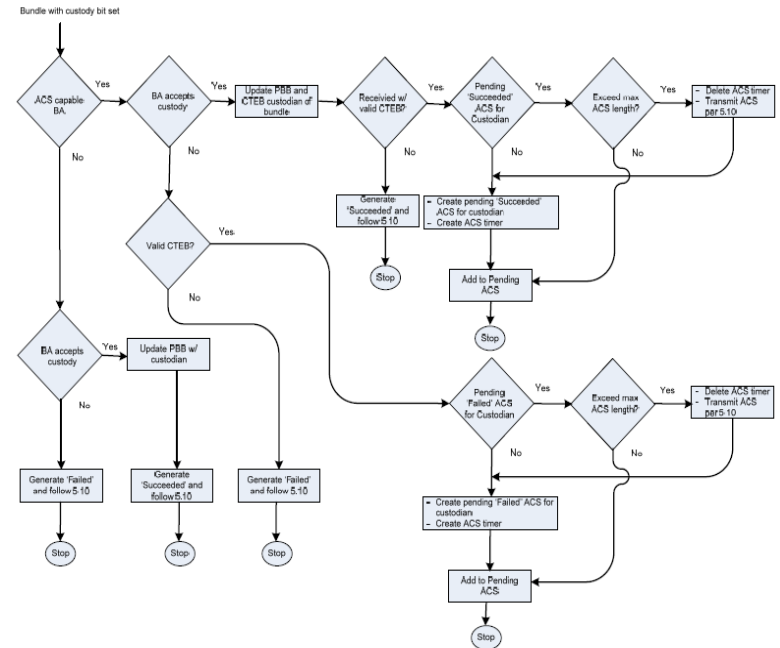 Bundle with custody bit set
ACS capable
BA
Yes
No
BA accepts
custody
Yes
No
Update PBB and
CTEB custodian of
bundle
Receivied w/
valid CTEB?
Yes
No
Pending
'Succeeded'
ACS for
Custodian
Yes
No
Exceed max
ACS length?
Yes
No
- Delete ACS timer
- Transmit ACS
per 5.10
Generate
'Succeeded' and
follow 5.10
Stop
- Create pending 'Succeeded'
ACS for custodian
- Create ACS timer
Add to Pending
ACS
Stop
Valid CTEB?
Yes
No
BA accepts
custody
Yes
No
Update PBB w/
custodian
Generate 'Failed'
and follow 5.10
Stop
Generate
'Succeeded' and
follow 5.10
Stop
Generate 'Failed'
and follow 5.10
Stop
Pending
'Failed' ACS
for Custodian
Yes
No
Exceed max
ACS length?
Yes
No
- Delete ACS timer
- Transmit ACS
per 5.10
- Create pending 'Failed' ACS for
custodian
- Create ACS timer
Add to Pending
ACS
Stop